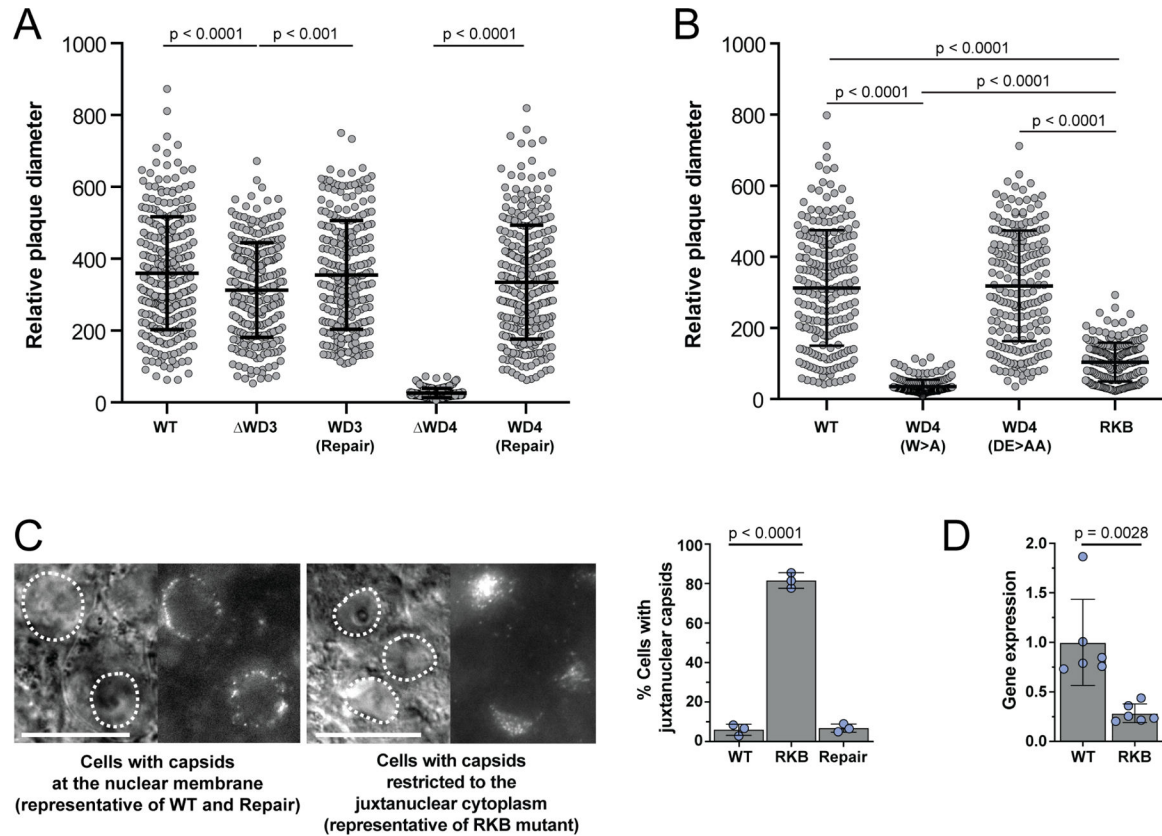 A
p < 0.0001
p < 0.001
p < 0.0001
Relative plaque diameter
1000
800
600
400
200
0
WT
ΔWD3
WD3
(Repair)
ΔWD4
WD4
(Repair)
B
p < 0.0001
p < 0.0001
p < 0.0001
p < 0.0001
Relative plaque diameter
1000
800
600
400
200
0
WT
WD4
(W>A)
WD4
(DE>AA)
RKB
C
Cells with capsids
at the nuclear membrane
(representative of WT and Repair)
Cells with capsids
restricted to the
juxtanuclear cytoplasm
(representative of RKB mutant)
p < 0.0001
% Cells with
juxtanuclear capsids
100
80
60
40
20
0
WT
RKB
Repair
D
p = 0.0028
Gene expression
2.0
1.5
1.0
0.5
0.0
WT
RKB